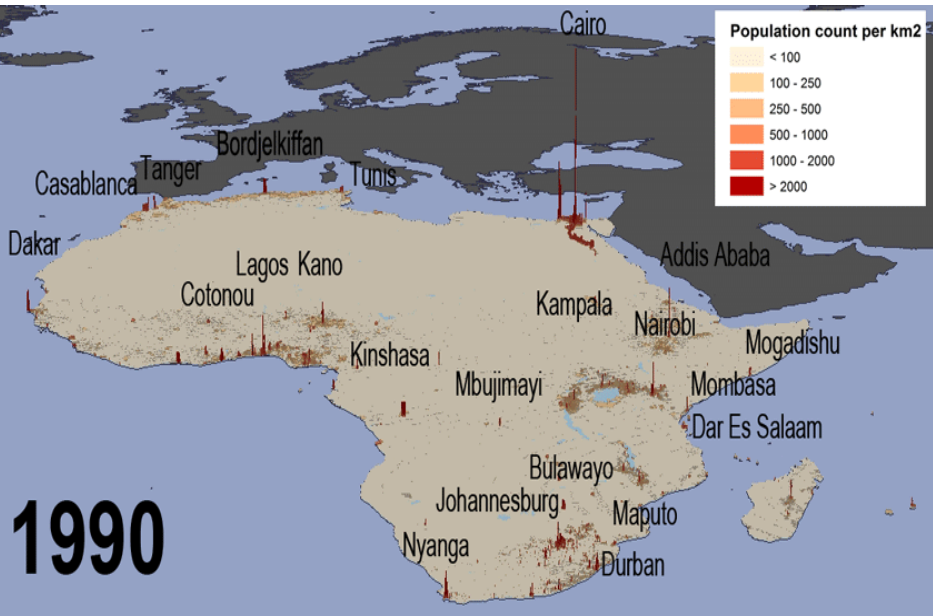 Cairo
Population count per km2
< 100
100 - 250
250 - 500
500 - 1000
1000 - 2000
> 2000
Bordjelkiffan
Tanger
Tunis
Casablanca
Dakar
Addis Ababa
Lagos Kano
Cotonou
Kampala
Nairobi
Mogadishu
Kinshasa
Mbujimayi
Mombasa
Dar Es Salaam
Bulawayo
Johannesburg
Maputo
1990
Nyanga
Durban